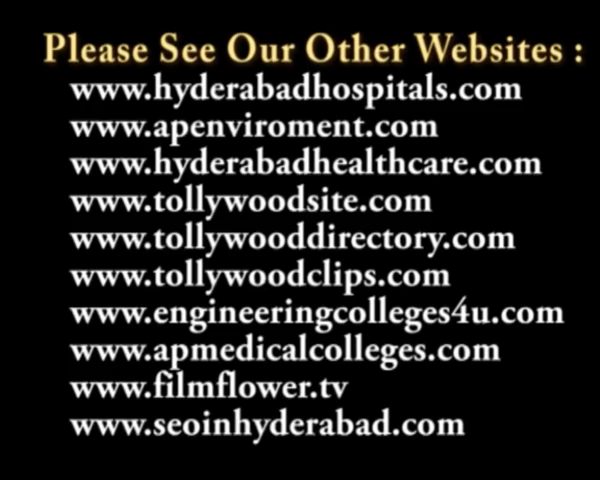 Please See Our Other Websites :
www.hyderabadhospitals.com
www.apenviroment.com
www.hyderabadhealthcare.com
www.tollywoodsite.com
www.tollywooddirectory.com
www.tollywoodclips.com
www.engineeringcolleges4u.com
www.apmedicalcolleges.com
www.filmflower.tv
www.seoinhyderabad.com